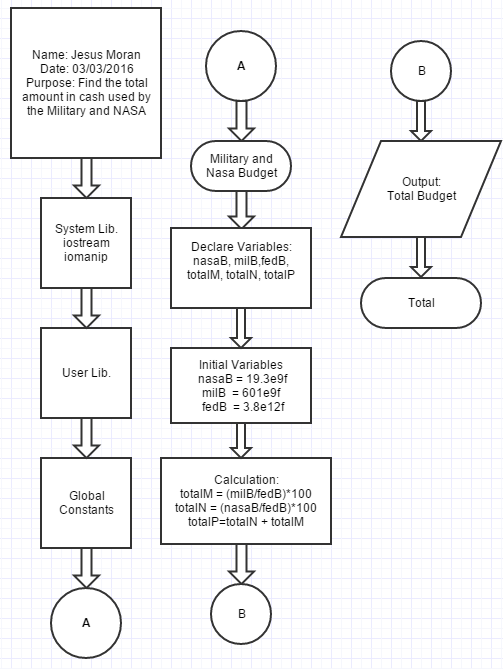 Name: Jesus Moran
Date: 03/03/2016
Purpose: Find the total
amount in cash used by
the Military and NASA
System Lib.
iostream
iomanip
User Lib.
Global
Constants
A
A
Military and
Nasa Budget
Declare Variables:
nasaB, milB,fedB,
totalM, totalN, totalP
Initial Variables
nasaB = 19.3e9f
milB = 601e9f
fedB = 3.8e12f
Calculation:
totalM = (milB/fedB)*100
totalN = (nasaB/fedB)*100
totalP=totalN + totalM
B
B
Output:
Total Budget
Total